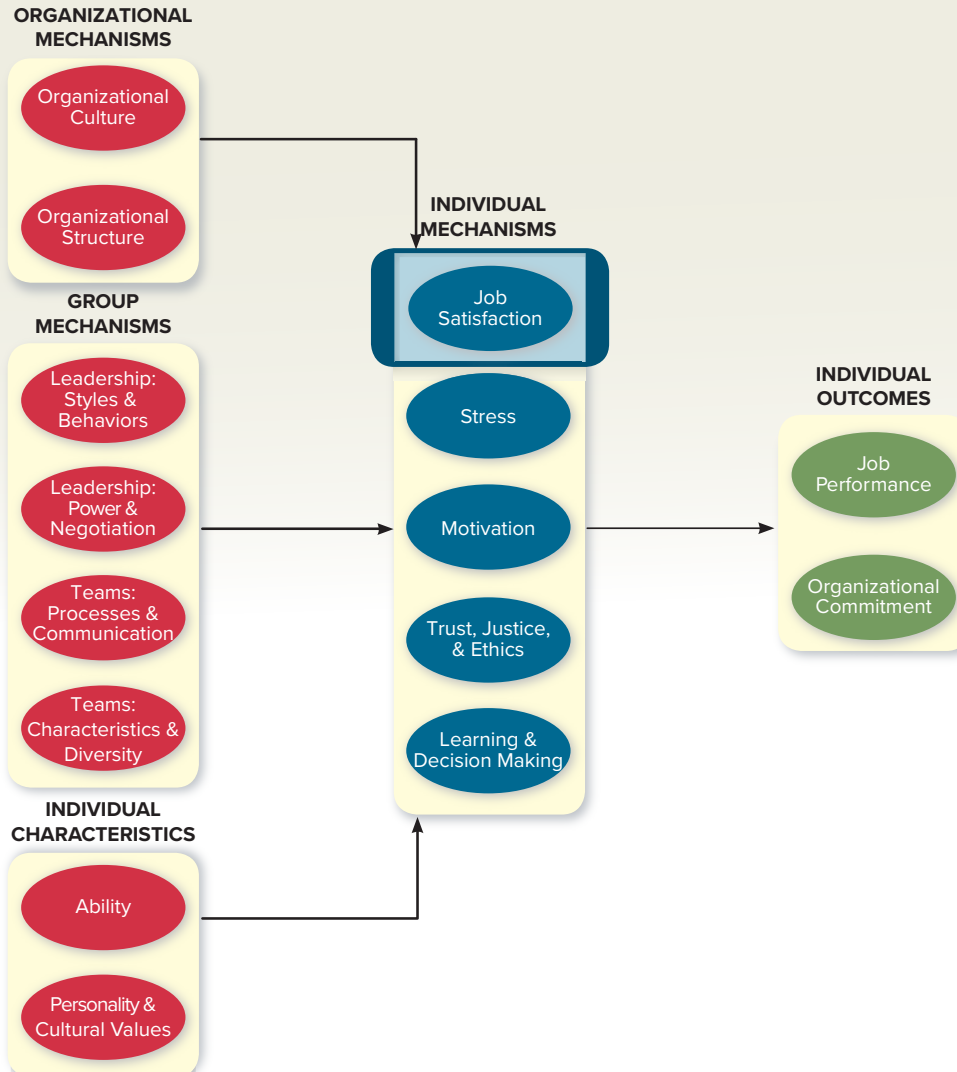 ORGANIZATIONAL
MECHANISMS
Organizational
Culture
Organizational
Structure
GROUP
MECHANISMS
Leadership:
Styles &
Behaviors
Leadership:
Power &
Negotiation
Teams:
Processes &
Communication
Teams:
Characteristics &
Diversity
INDIVIDUAL
CHARACTERISTICS
Ability
Personality &
Cultural Values
INDIVIDUAL
MECHANISMS
Job
Satisfaction
Stress
Motivation
Trust, Justice,
& Ethics
Learning &
Decision Making
INDIVIDUAL
OUTCOMES
Job
Performance
Organizational
Commitment